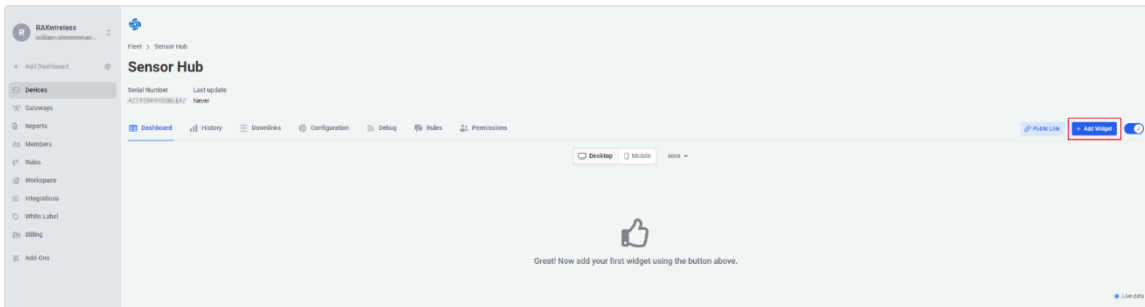 R
RAKwireless
+ Add Dashboard
Devices
Gateways
Reports
Members
Rules
Workspace
Integrations
White Label
Billing
Add-Ons
Fleet > Sensor Hub
Sensor Hub
Serial Number Last update
Never
Dashboard History Downlinks Configuration Debug Rules Permissions
Public Link + Add Widget
Desktop Mobile More
Great! Now add your first widget using the button above.
Live data